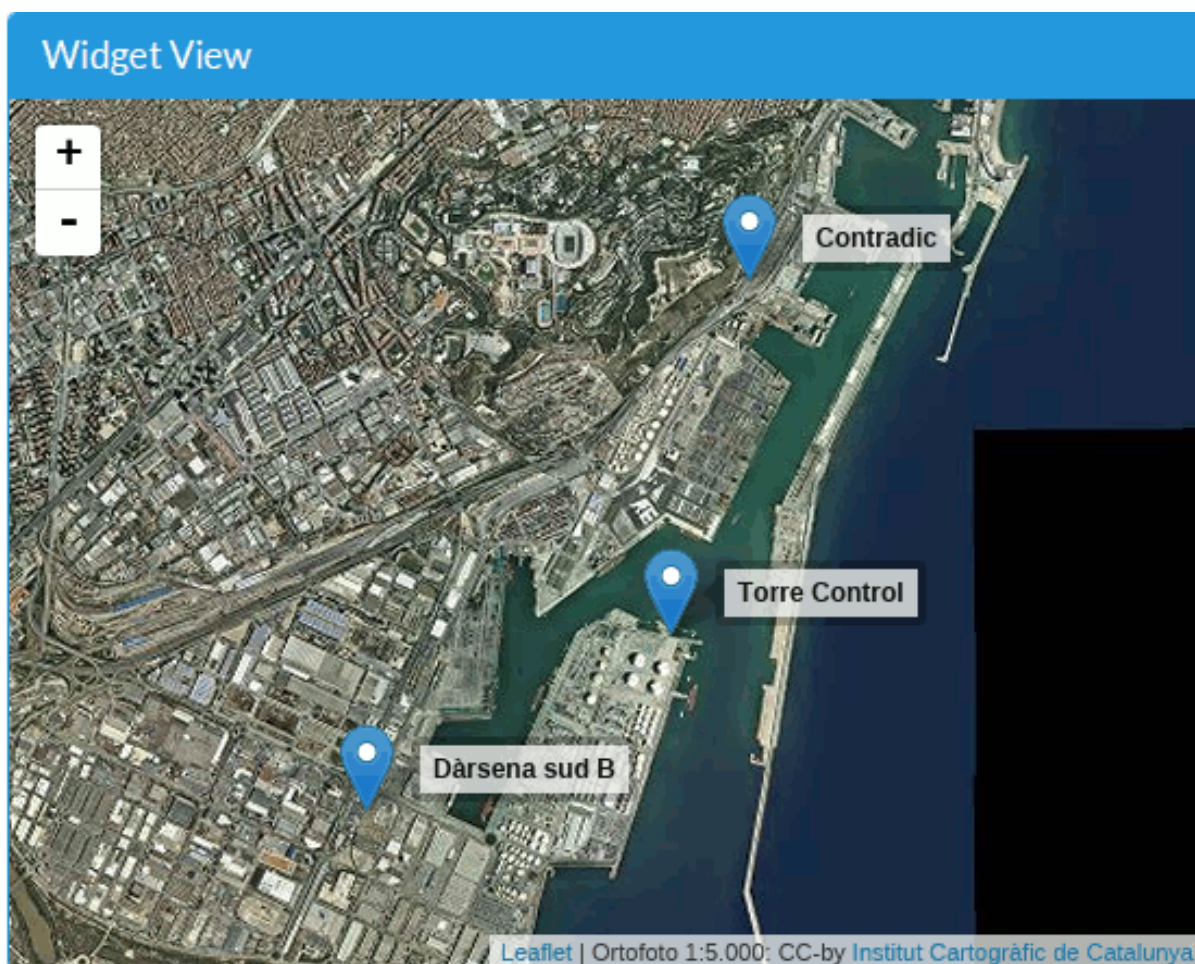 Widget View
+
-
Contradic
Torre Control
Dàrsena sud B
Leaflet | Ortofoto 1:5.000: CC-by Institut Cartogràfic de Catalunya